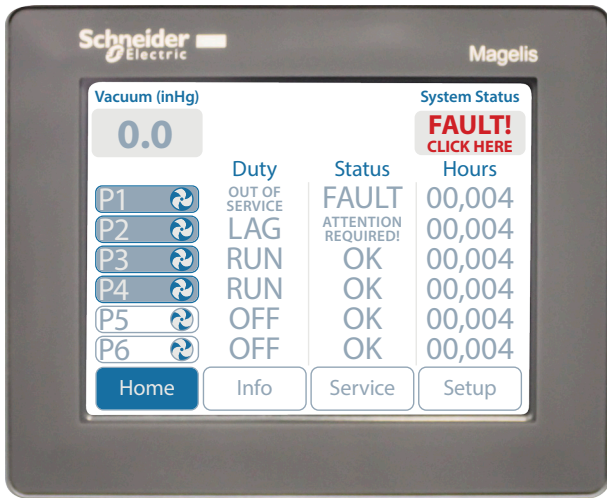 Schneider
Electric
Magelis
Vacuum (inHg) System Status
0.0 FAULT!
CLICK HERE
Duty Status Hours
P1 OUT OF SERVICE FAULT 00,004
P2 LAG ATTENTION REQUIRED! 00,004
P3 RUN OK 00,004
P4 RUN OK 00,004
P5 OFF OK 00,004
P6 OFF OK 00,004
Home Info Service Setup